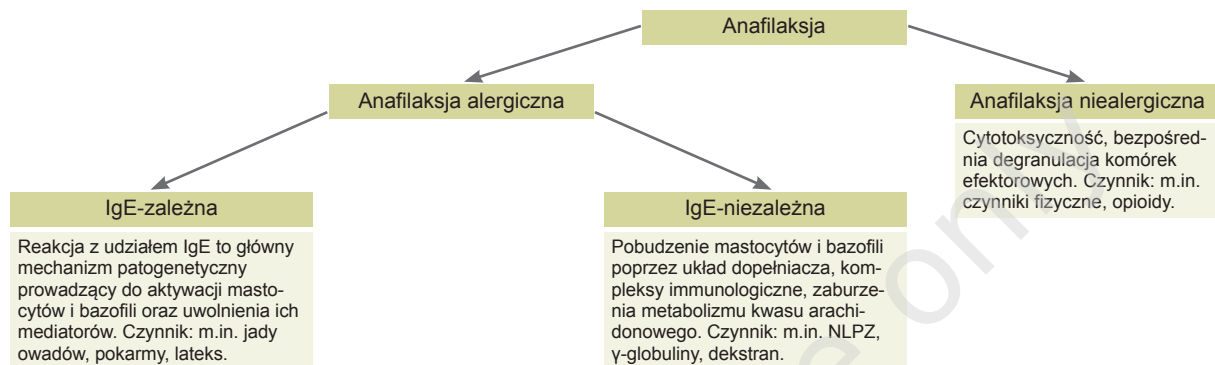 Anafilaksja
Anafilaksja alergiczna
Anafilaksja niealergiczna
Cytotoksyczność, bezpośred-
nia degranulacja komórek
efektorowych. Czynnik: m.in.
czynniki fizyczne, opioidy.
IgE-zależna
Reakcja z udziałem IgE to główny
mechanizm patogenetyczny
prowadzący do aktywacji masto-
cytów i bazofili oraz uwolnienia ich
mediatorów. Czynnik: m.in. jady
owadów, pokarmy, lateks.
IgE-niezależna
Pobudzenie mastocytów i bazofili
poprzez układ dopełniacza, kom-
pleksy immunologiczne, zaburze-
nia metabolizmu kwasu arachi-
donowego. Czynnik: m.in. NLPZ,
γ-globuliny, dekstran.
only